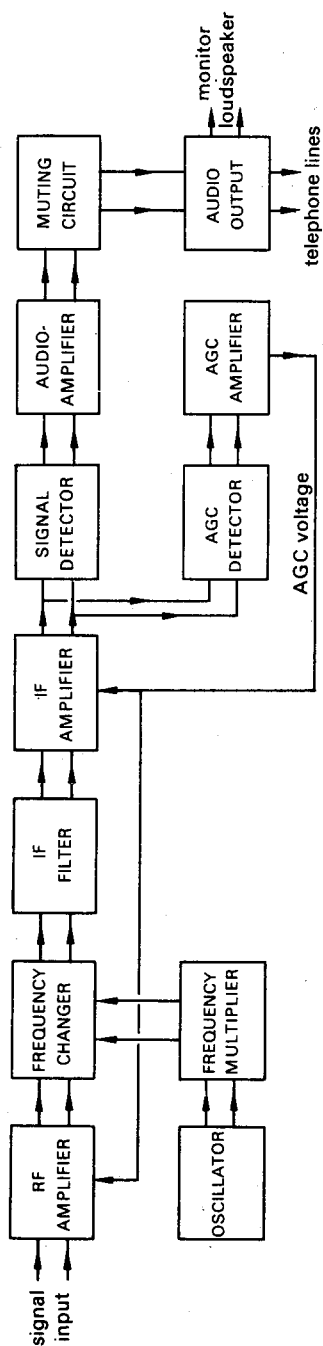 signal
input
RF
AMPLIFIER
FREQUENCY
CHANGER
IF
FILTER
IF
AMPLIFIER
SIGNAL
DETECTOR
AUDIO-
AMPLIFIER
MUTING
CIRCUIT
OSCILLATOR
FREQUENCY
MULTIPLIER
AGC
DETECTOR
AGC
AMPLIFIER
AUDIO
OUTPUT
monitor
loudspeaker
telephone lines
AGC voltage